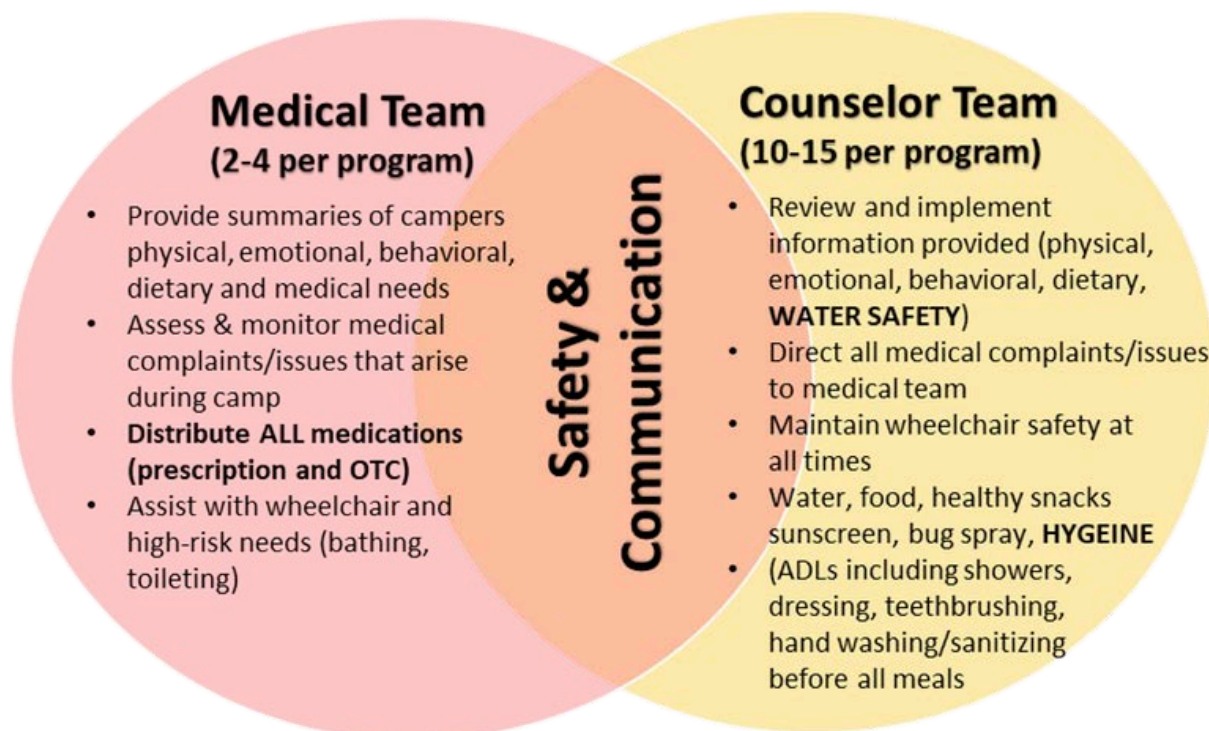 Medical Team
(2-4 per program)
• Provide summaries of campers
physical, emotional, behavioral,
dietary and medical needs
• Assess & monitor medical
complaints/issues that arise
during camp
• Distribute ALL medications
(prescription and OTC)
• Assist with wheelchair and
high-risk needs (bathing,
toileting)
Safety &
Communication
Counselor Team
(10-15 per program)
• Review and implement
information provided (physical,
emotional, behavioral, dietary,
WATER SAFETY)
• Direct all medical complaints/issues
to medical team
• Maintain wheelchair safety at
all times
• Water, food, healthy snacks
sunscreen, bug spray, HYGEINE
• (ADLs including showers,
dressing, teethbrushing,
hand washing/sanitizing
before all meals